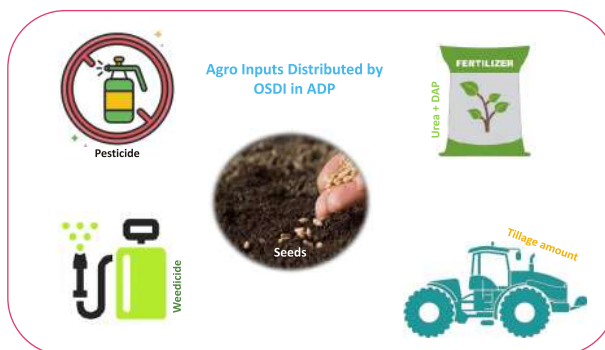 Agro Inputs Distributed by
OSDI in ADP
Pesticide
FERTILIZER
Urea + DAP
Seeds
Weedicide
Tillage amount